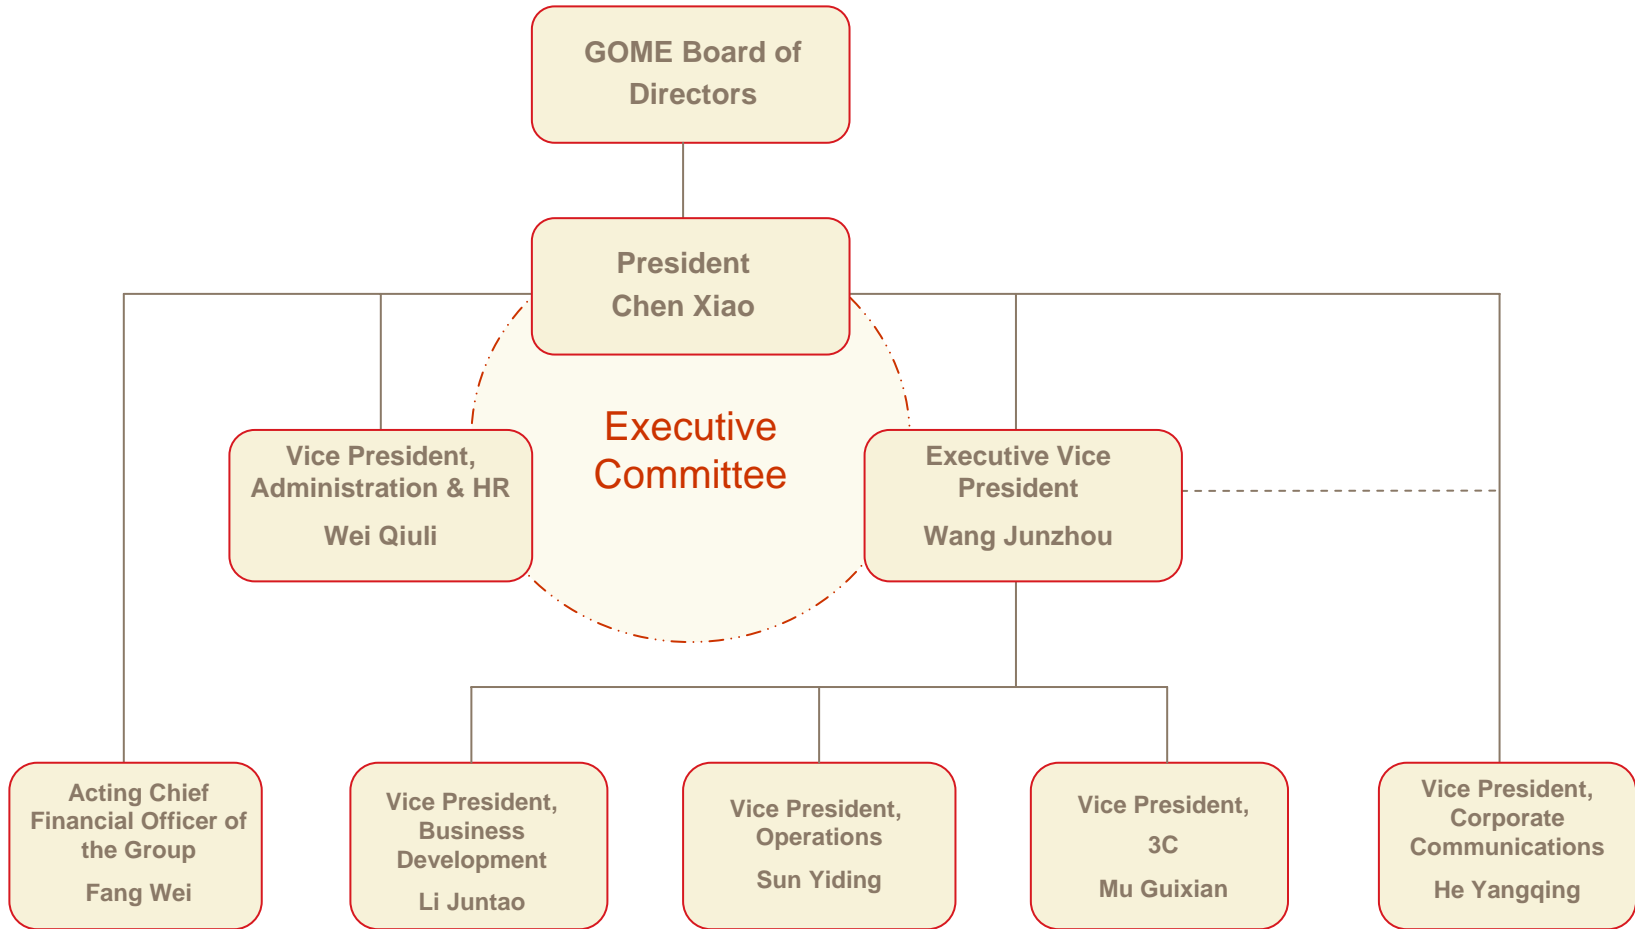 GOME Board of
Directors
President
Chen Xiao
Executive
Committee
Vice President,
Administration & HR
Wei Qiuli
Executive Vice
President
Wang Junzhou
Acting Chief
Financial Officer of
the Group
Fang Wei
Vice President,
Business
Development
Li Juntao
Vice President,
Operations
Sun Yiding
Vice President,
3C
Mu Guixian
Vice President,
Corporate
Communications
He Yangqing